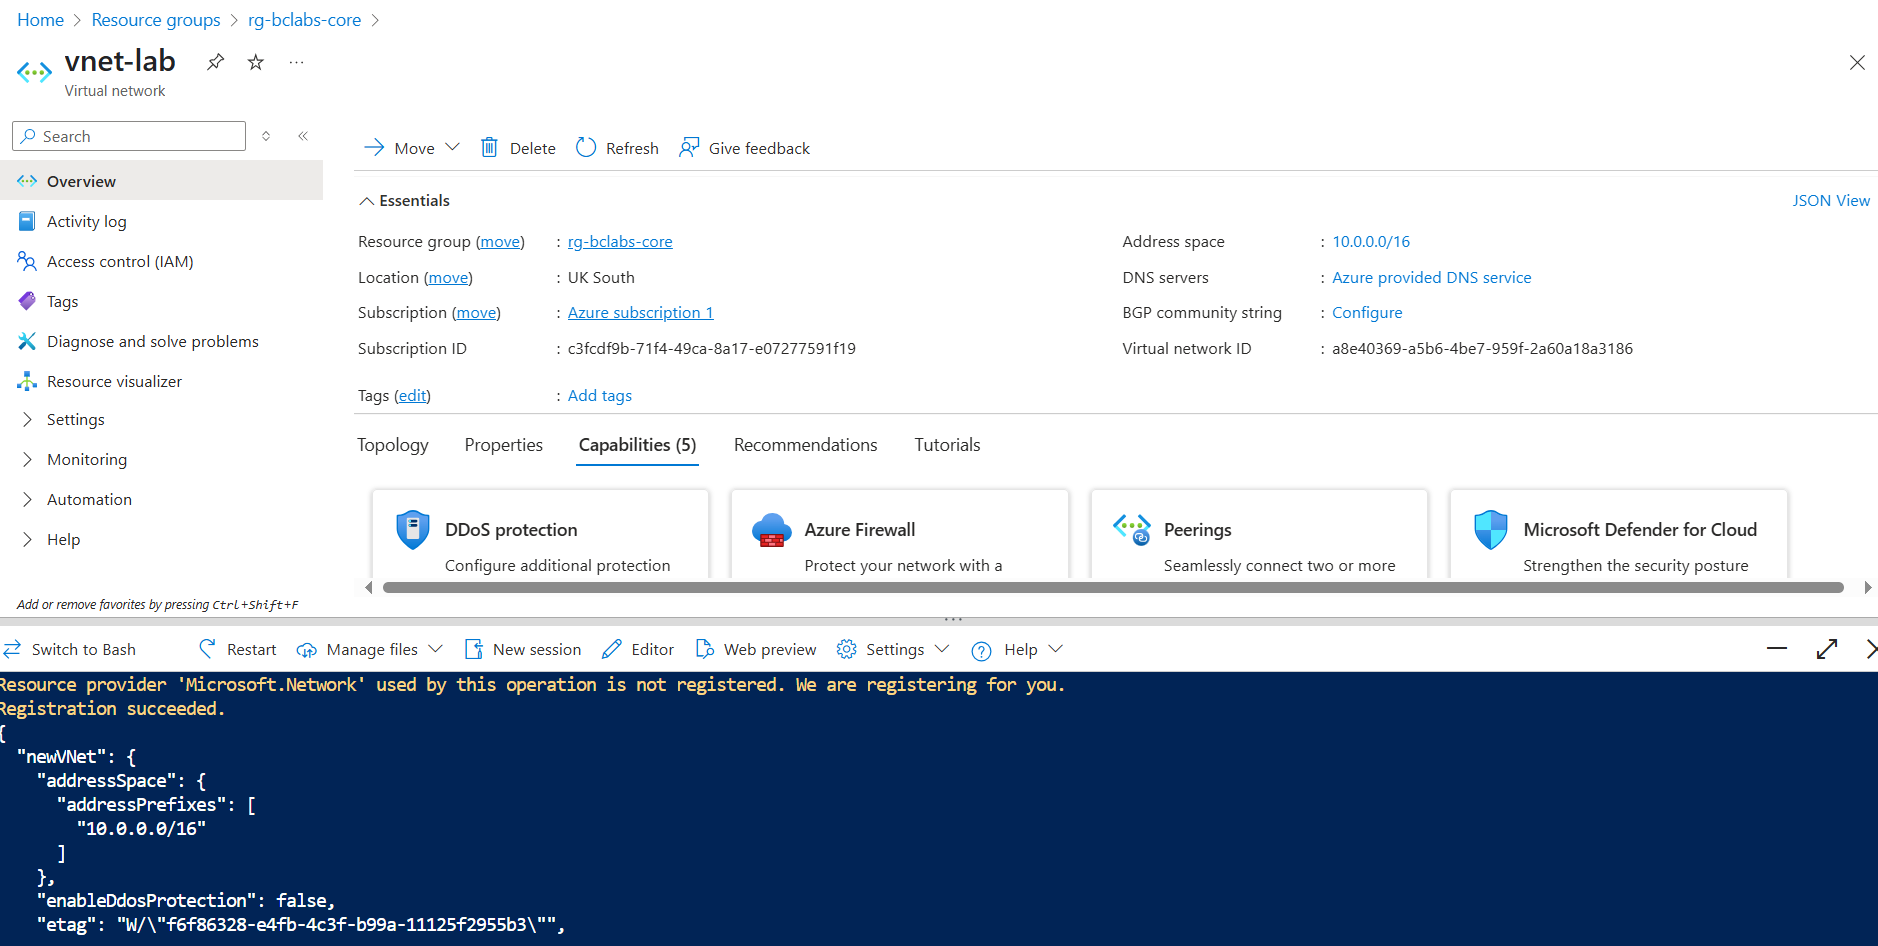 Home > Resource groups > rg-bclabs-core >
vnet-lab
Virtual network
Search
Overview
Activity log
Access control (IAM)
Tags
Diagnose and solve problems
Resource visualizer
Settings
Monitoring
Automation
Help
Add or remove favorites by pressing Ctrl+Shift+F
Move Delete Refresh Give feedback
Essentials JSON View
Resource group (move) : rg-bclabs-core
Location (move) : UK South
Subscription (move) : Azure subscription 1
Subscription ID : c3fcdf9b-71f4-49ca-8a17-e07277591f19
Address space : 10.0.0.0/16
DNS servers : Azure provided DNS service
BGP community string : Configure
Virtual network ID : a8e40369-a5b6-4be7-959f-2a60a18a3186
Tags (edit) : Add tags
Topology Properties Capabilities (5) Recommendations Tutorials
DDoS protection
Configure additional protection
Azure Firewall
Protect your network with a
Peerings
Seamlessly connect two or more
Microsoft Defender for Cloud
Strengthen the security posture
Switch to Bash Restart Manage files New session Editor Web preview Settings Help
Resource provider 'Microsoft.Network' used by this operation is not registered. We are registering for you.
Registration succeeded.
{
"newVNet": {
"addressSpace": {
"addressPrefixes": [
"10.0.0.0/16"
]
},
"enableDdosProtection": false,
"etag": "W/\"f6f86328-e4fb-4c3f-b99a-11125f2955b3\"",